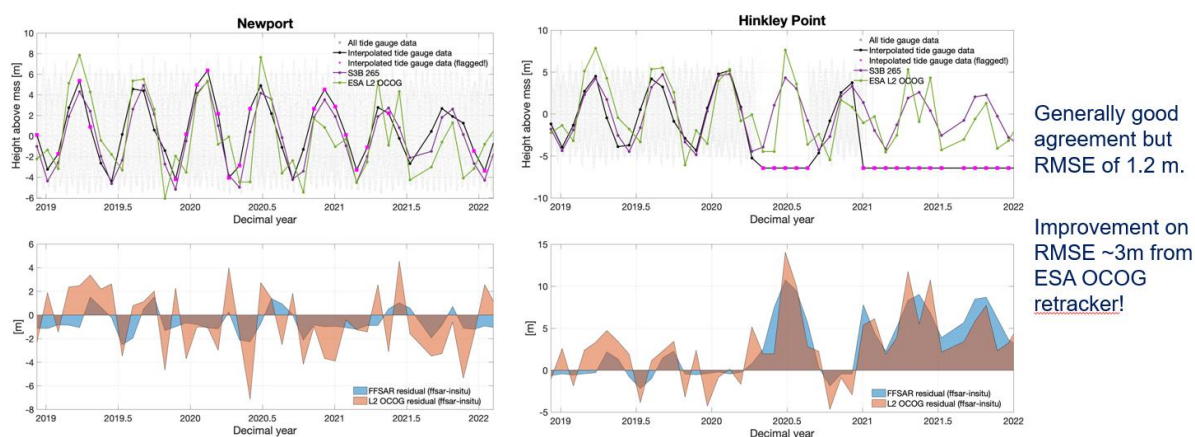 Newport
Height above mss [m]
10
8
6
4
2
0
-2
-4
-6
All tide gauge data
Interpolated tide gauge data
Interpolated tide gauge data (flagged!)
S3B 265
ESA L2 OCOG
2019
2019.5
2020
2020.5
2021
2021.5
2022
Decimal year
Hinkley Point
Height above mss [m]
10
5
0
-5
-10
All tide gauge data
Interpolated tide gauge data
Interpolated tide gauge data (flagged!)
S3B 265
ESA L2 OCOG
2019
2019.5
2020
2020.5
2021
2021.5
2022
Decimal year
Generally good
agreement but
RMSE of 1.2 m.
Improvement on
RMSE ~3m from
ESA OCOG
retracker!
[m]
6
4
2
0
-2
-4
-6
-8
FFSAR residual (ffsar-insitu)
L2 OCOG residual (ffsar-insitu)
2019
2019.5
2020
2020.5
2021
2021.5
2022
Decimal year
[m]
15
10
5
0
-5
FFSAR residual (ffsar-insitu)
L2 OCOG residual (ffsar-insitu)
2019
2019.5
2020
2020.5
2021
2021.5
2022
Decimal year